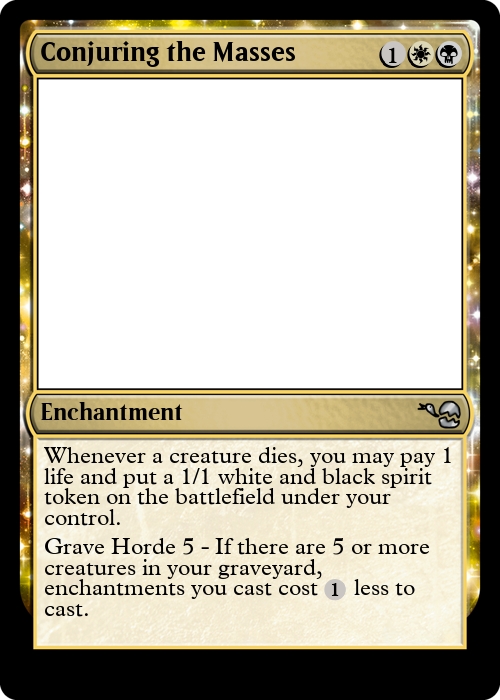 Conjuring the Masses 1
Enchantment
Whenever a creature dies, you may pay 1
life and put a 1/1 white and black spirit
token on the battlefield under your
control.
Grave Horde 5 - If there are 5 or more
creatures in your graveyard,
enchantments you cast cost 1 less to
cast.